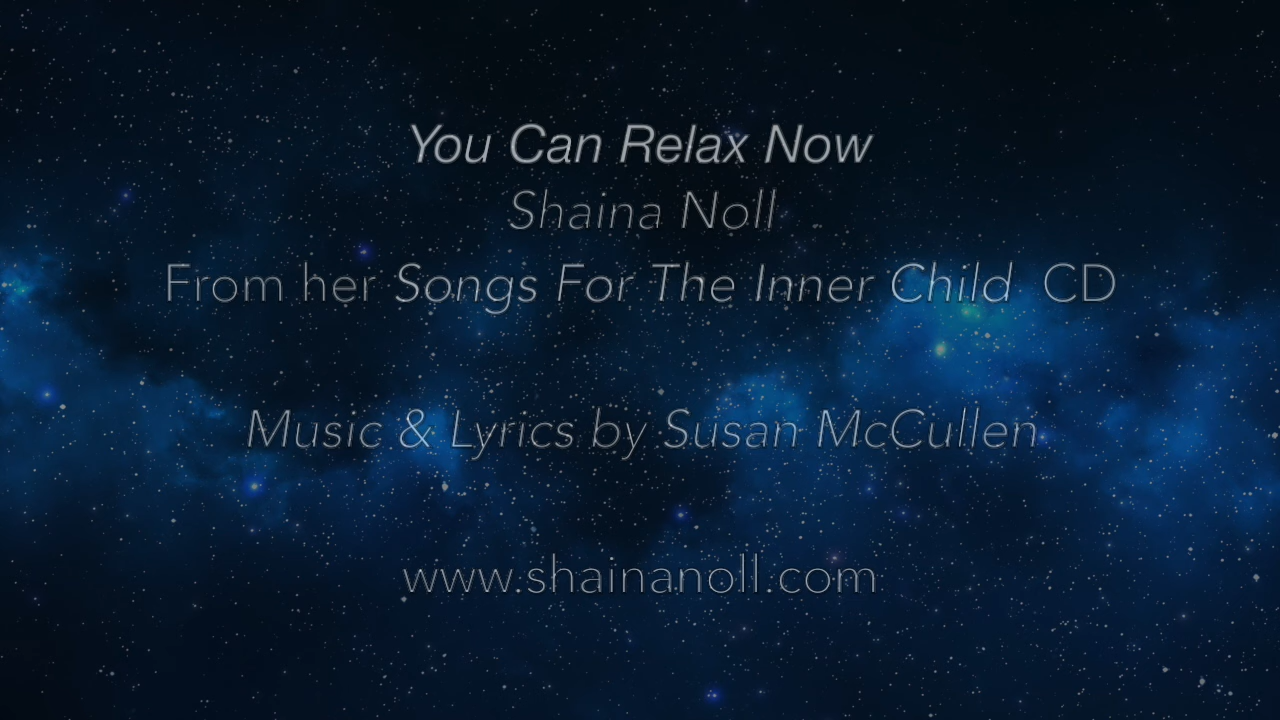 You Can Relax Now
Shaina Noll
From her Songs For The Inner Child CD
Music & Lyrics by Susan McCullen
www.shainanoll.com